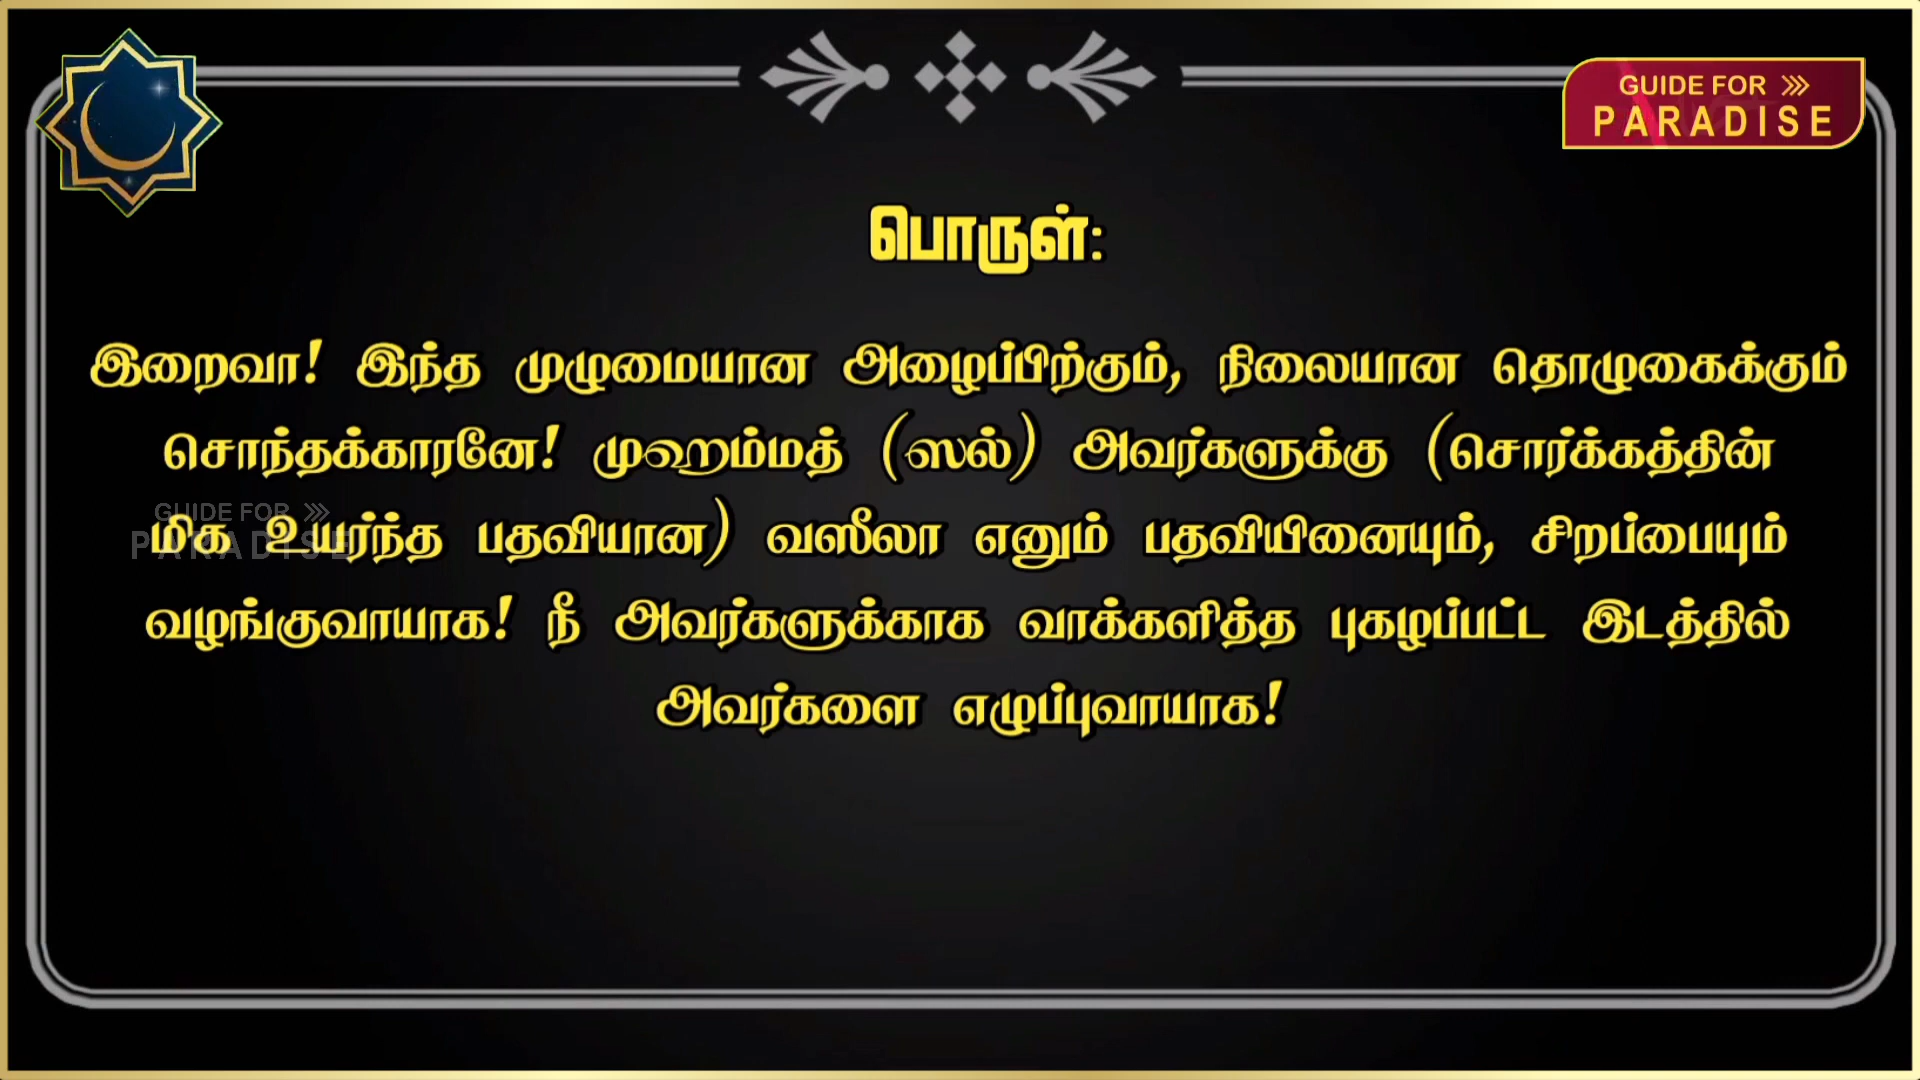 GUIDE FOR
PARADISE
பொருள்:
இறைவா! இந்த முழுமையான அழைப்பிற்கும், நிலையான தொழுகைக்கும்
சொந்தக்காரனே! முஹம்மத் (ஸல்) அவர்களுக்கு (சொர்க்கத்தின்
மிக உயர்ந்த பதவியான) வஸீலா எனும் பதவியினையும், சிறப்பையும்
வழங்குவாயாக! நீ அவர்களுக்காக வாக்களித்த புகழப்பட்ட இடத்தில்
அவர்களை எழுப்புவாயாக!
GUIDE FOR
PARADISE